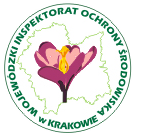 WOJEWÓDZKI INSPEKTORAT OCHRONY ŚRODOWISKA
w KRAKOWIE